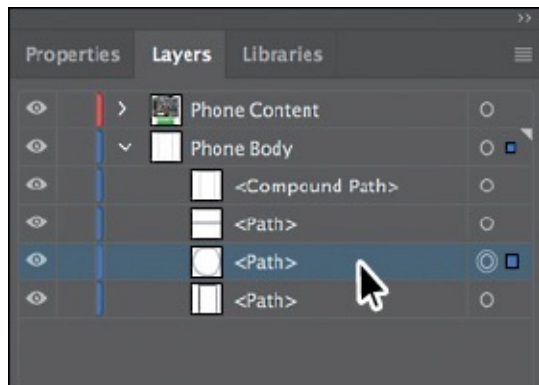 Properties Layers Libraries
Phone Content
Phone Body
<Compound Path>
<Path>
<Path>
<Path>